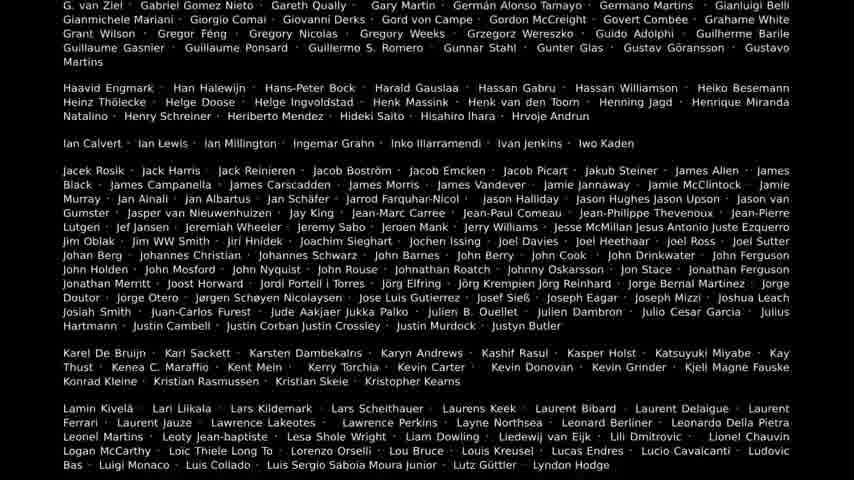 G. van Ziel · Gabriel Gomez Nieto · Gareth Qually · Gary Martin · Germán Alonso Tamayo · Germano Martins · Gianluigi Belli
Gianmichele Mariani · Giorgio Comai · Giovanni Derks · Gord von Campe · Gordon McCreight · Govert Combée · Grahame White
Grant Wilson · Gregor Féng · Gregory Nicolas · Gregory Weeks · Grzegorz Wereszko · Guido Adolphi · Guilherme Barile
Guillaume Gasnier · Guillaume Ponsard · Guillermo S. Romero · Gunnar Stahl · Gunter Glas · Gustav Göransson · Gustavo
Martins
Haavid Engmark · Han Halewijn · Hans-Peter Bock · Harald Gauslaa · Hassan Gabru · Hassan Williamson · Heiko Besemann
Heinz Thölecke · Helge Doose · Helge Ingvoldstad · Henk Massink · Henk van den Toorn · Henning Jagd · Henrique Miranda
Natalino · Henry Schreiner · Heriberto Mendez · Hideki Saito · Hisahiro Ihara · Hrvoje Andrun
Ian Calvert · Ian Lewis · Ian Millington · Ingemar Grahn · Inko Illarramendi · Ivan Jenkins · Iwo Kaden
Jacek Rosik · Jack Harris · Jack Reinieren · Jacob Boström · Jacob Emcken · Jacob Picart · Jakub Steiner · James Allen · James
Black · James Campanella · James Carscadden · James Morris · James Vandever · Jamie Jannaway · Jamie McClintock · Jamie
Murray · Jan Ainali · Jan Albartus · Jan Schäfer · Jarrod Farquhar-Nicol · Jason Halliday · Jason Hughes Jason Upson · Jason van
Gumster · Jasper van Nieuwenhuizen · Jay King · Jean-Marc Carree · Jean-Paul Comeau · Jean-Philippe Thevenoux · Jean-Pierre
Lutgen · Jef Jansen · Jeremiah Wheeler · Jeremy Sabo · Jeroen Mank · Jerry Williams · Jesse McMillan Jesus Antonio Juste Ezquerro
Jim Oblak · Jim WW Smith · Jiří Hnídek · Joachim Sieghart · Jochen Issing · Joel Davies · Joel Heethaar · Joel Ross · Joel Sutter
Johan Berg · Johannes Christian · Johannes Schwarz · John Barnes · John Berry · John Cook · John Drinkwater · John Ferguson
John Holden · John Mosford · John Nyquist · John Rouse · Johnathan Roatch · Johnny Oskarsson · Jon Stace · Jonathan Ferguson
Jonathan Merritt · Joost Horward · Jordi Portell i Torres · Jörg Elfring · Jörg Krempien Jörg Reinhard · Jorge Bernal Martinez · Jorge
Doutor · Jorge Otero · Jørgen Schøyen Nicolaysen · Jose Luis Gutierrez · Josef Sieß · Joseph Eagar · Joseph Mizzi · Joshua Leach
Josiah Smith · Juan-Carlos Furest · Jude Aakjaer Jukka Palko · Julien B. Ouellet · Julien Dambron · Julio Cesar Garcia · Julius
Hartmann · Justin Cambell · Justin Corban Justin Crossley · Justin Murdock · Justyn Butler
Karel De Bruijn · Karl Sackett · Karsten Dambekalns · Karyn Andrews · Kashif Rasul · Kasper Holst · Katsuyuki Miyabe · Kay
Thust · Kenea C. Maraffio · Kent Mein · Kerry Torchia · Kevin Carter · Kevin Donovan · Kevin Grinder · Kjell Magne Fauske
Konrad Kleine · Kristian Rasmussen · Kristian Skeie · Kristopher Kearns
Lamin Kivelä · Lari Liikala · Lars Kildemark · Lars Scheithauer · Laurens Keek · Laurent Bibard · Laurent Delaigue · Laurent
Ferrari · Laurent Jauze · Lawrence Lakeotes · Lawrence Perkins · Layne Northsea · Leonard Berliner · Leonardo Della Pietra
Leonel Martins · Leoty Jean-baptiste · Lesa Shole Wright · Liam Dowling · Liedewij van Eijk · Lili Dmitrovic · Lionel Chauvin
Logan McCarthy · Loïc Thiele Long To · Lorenzo Orselli · Lou Bruce · Louis Kreusel · Lucas Endres · Lucio Cavalcanti · Ludovic
Bas · Luigi Monaco · Luis Collado · Luis Sergio Saboia Moura Junior · Lutz Güttler · Lyndon Hodge